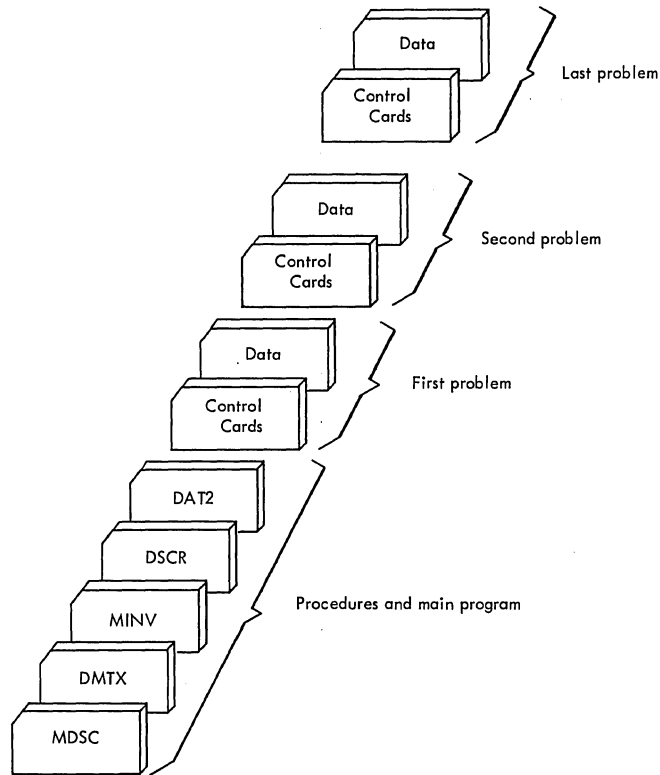 Data
Last problem
Control
Cards
Data
Second problem
Control
Cards
Data
First problem
Control
Cards
DAT2
DSCR
MINV
Procedures and main program
DMTX
MDSC